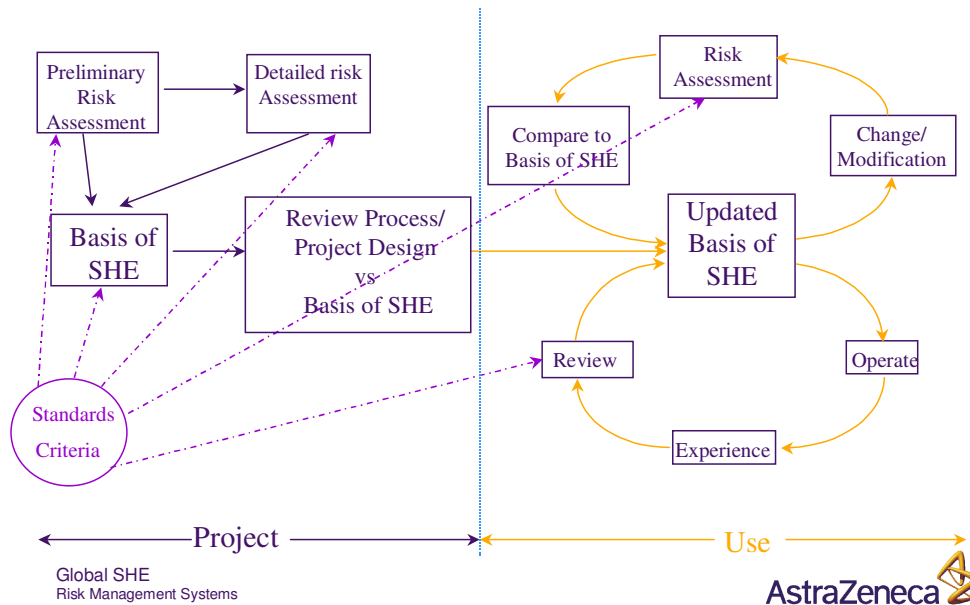 Preliminary
Risk
Assessment
Detailed risk
Assessment
Basis of
SHE
Review Process/
Project Design
vs
Basis of SHE
Standards
Criteria
Risk
Assessment
Compare to
Basis of SHE
Change/
Modification
Updated
Basis of
SHE
Review
Operate
Experience
Project
Use
Global SHE
Risk Management Systems
AstraZeneca